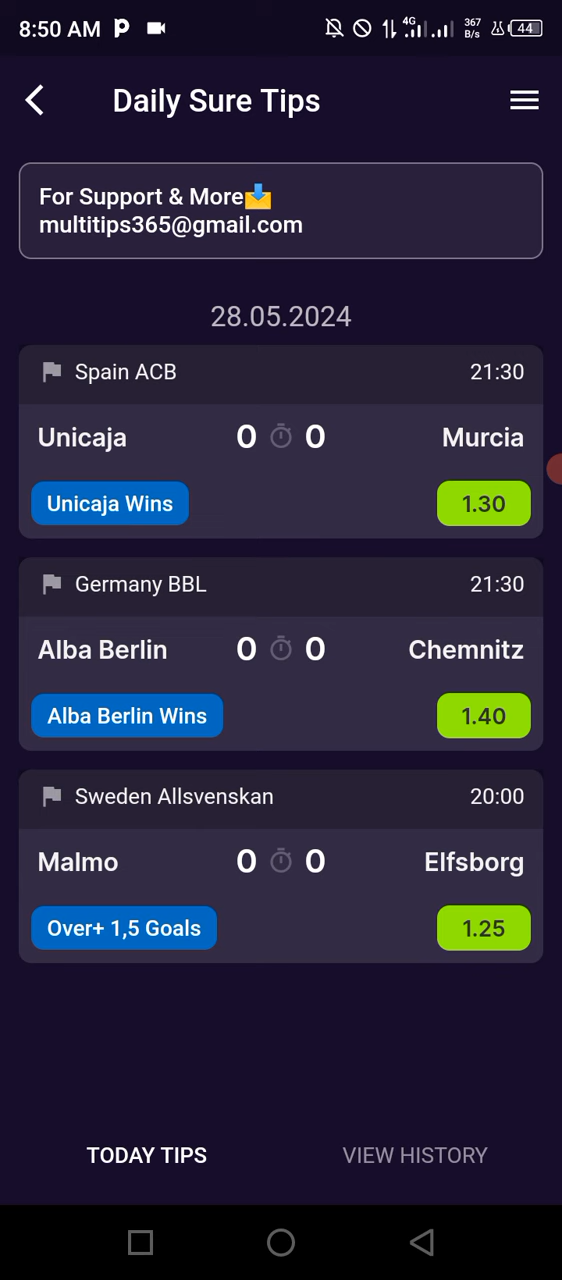 8:50 AM 4G 367 B/s 44
Daily Sure Tips
For Support & More
multitips365@gmail.com
28.05.2024
Spain ACB 21:30
Unicaja 0 0 Murcia
Unicaja Wins 1.30
Germany BBL 21:30
Alba Berlin 0 0 Chemnitz
Alba Berlin Wins 1.40
Sweden Allsvenskan 20:00
Malmo 0 0 Elfsborg
Over+ 1,5 Goals 1.25
TODAY TIPS VIEW HISTORY